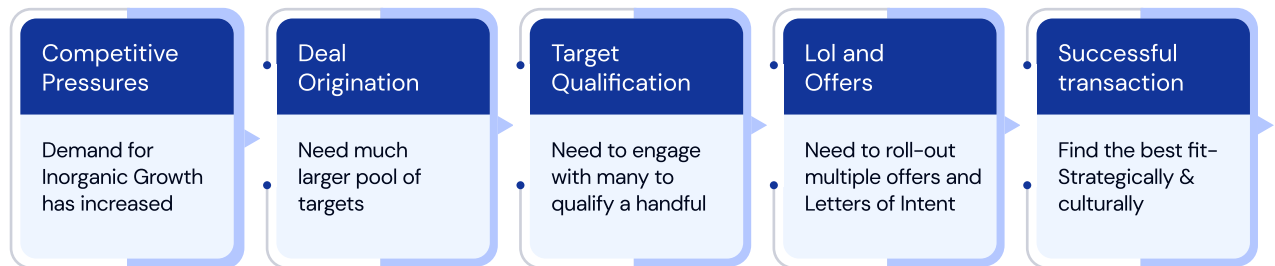 Competitive
Pressures
Demand for
Inorganic Growth
has increased
Deal
Origination
Need much
larger pool of
targets
Target
Qualification
Need to engage
with many to
qualify a handful
LoI and
Offers
Need to roll-out
multiple offers and
Letters of Intent
Successful
transaction
Find the best fit-
Strategically &
culturally